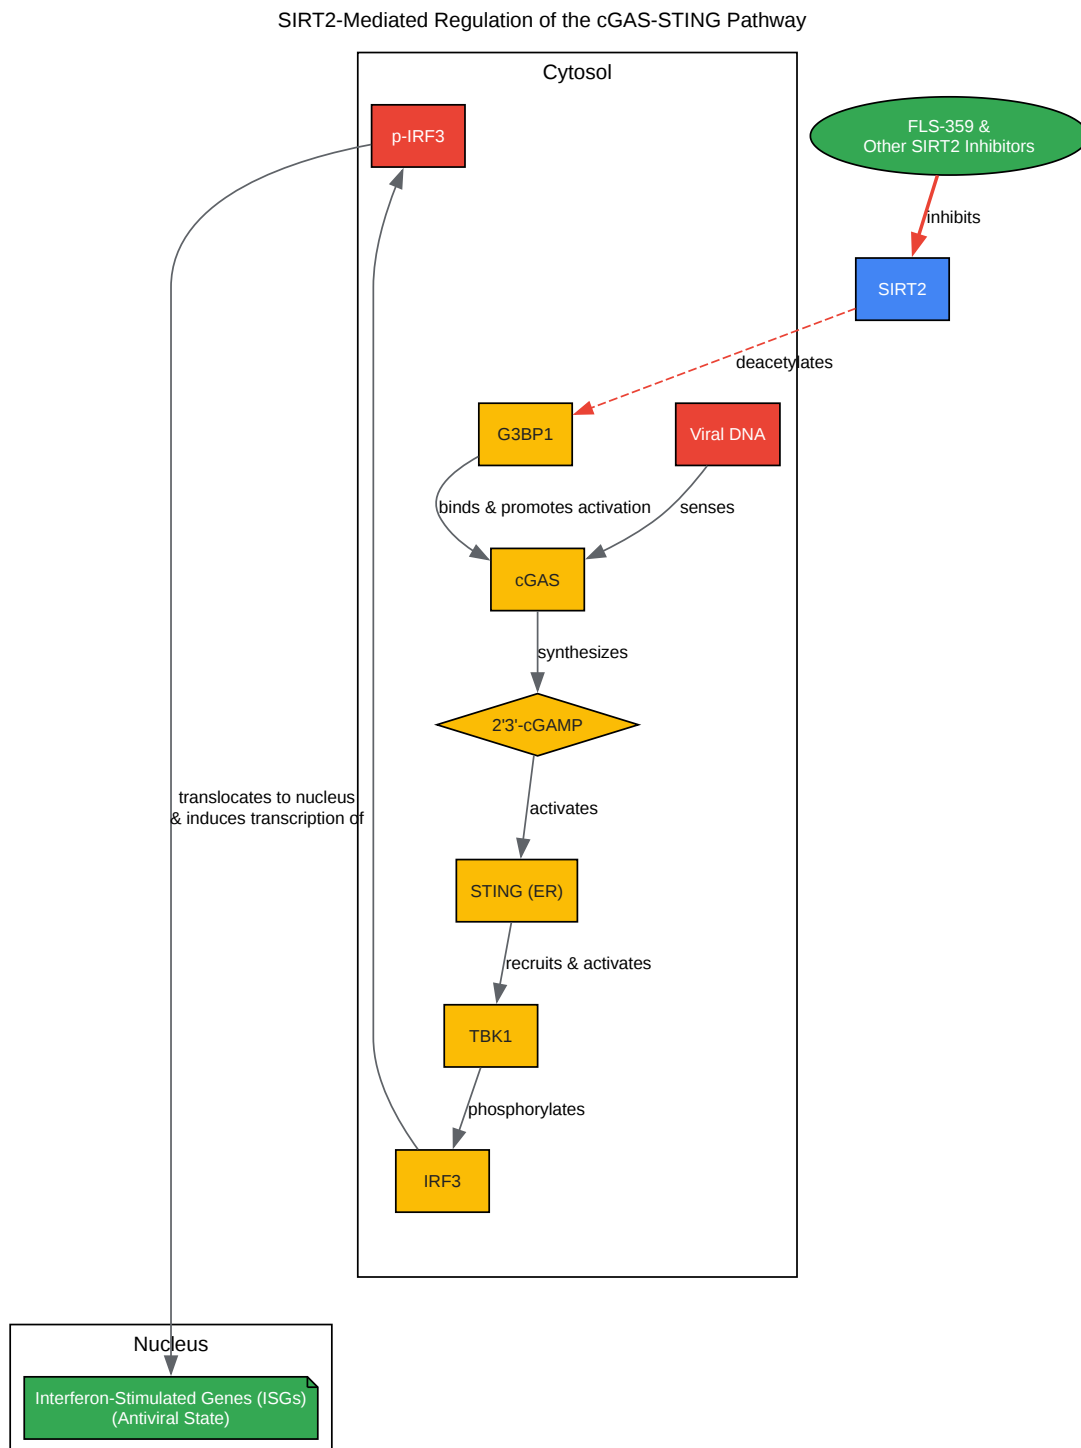 SIRT2-Mediated Regulation of the cGAS-STING Pathway
Cytosol
p-IRF3
FLS-359 &
Other SIRT2 Inhibitors
inhibits
SIRT2
deacetylates
G3BP1
Viral DNA
binds & promotes activation
senses
cGAS
synthesizes
2'3'-cGAMP
translocates to nucleus
& induces transcription of
activates
STING (ER)
recruits & activates
TBK1
phosphorylates
IRF3
Nucleus
Interferon-Stimulated Genes (ISGs)
(Antiviral State)